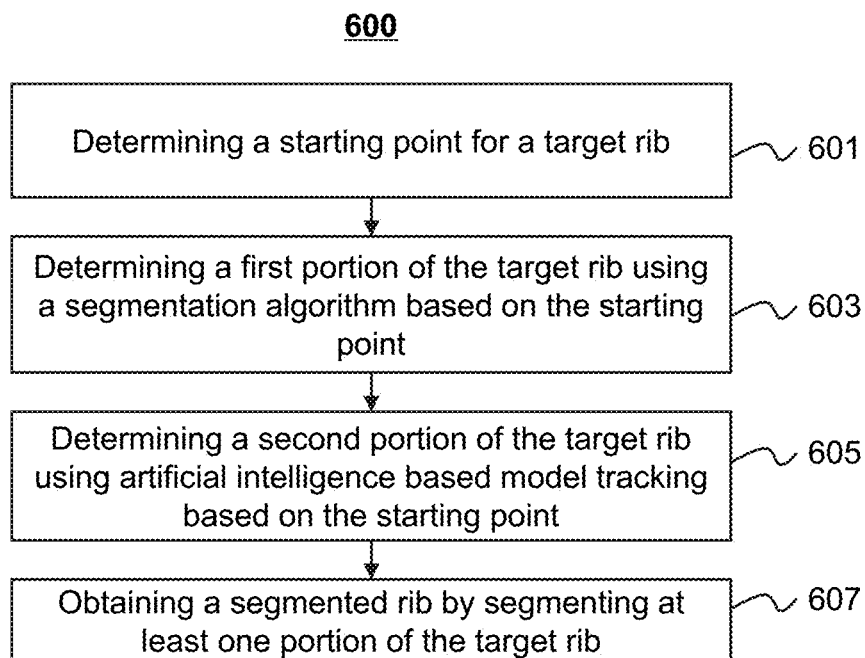 600
Determining a starting point for a target rib
601
Determining a first portion of the target rib using
a segmentation algorithm based on the starting
point
603
Determining a second portion of the target rib
using artificial intelligence based model tracking
based on the starting point
605
Obtaining a segmented rib by segmenting at
least one portion of the target rib
607